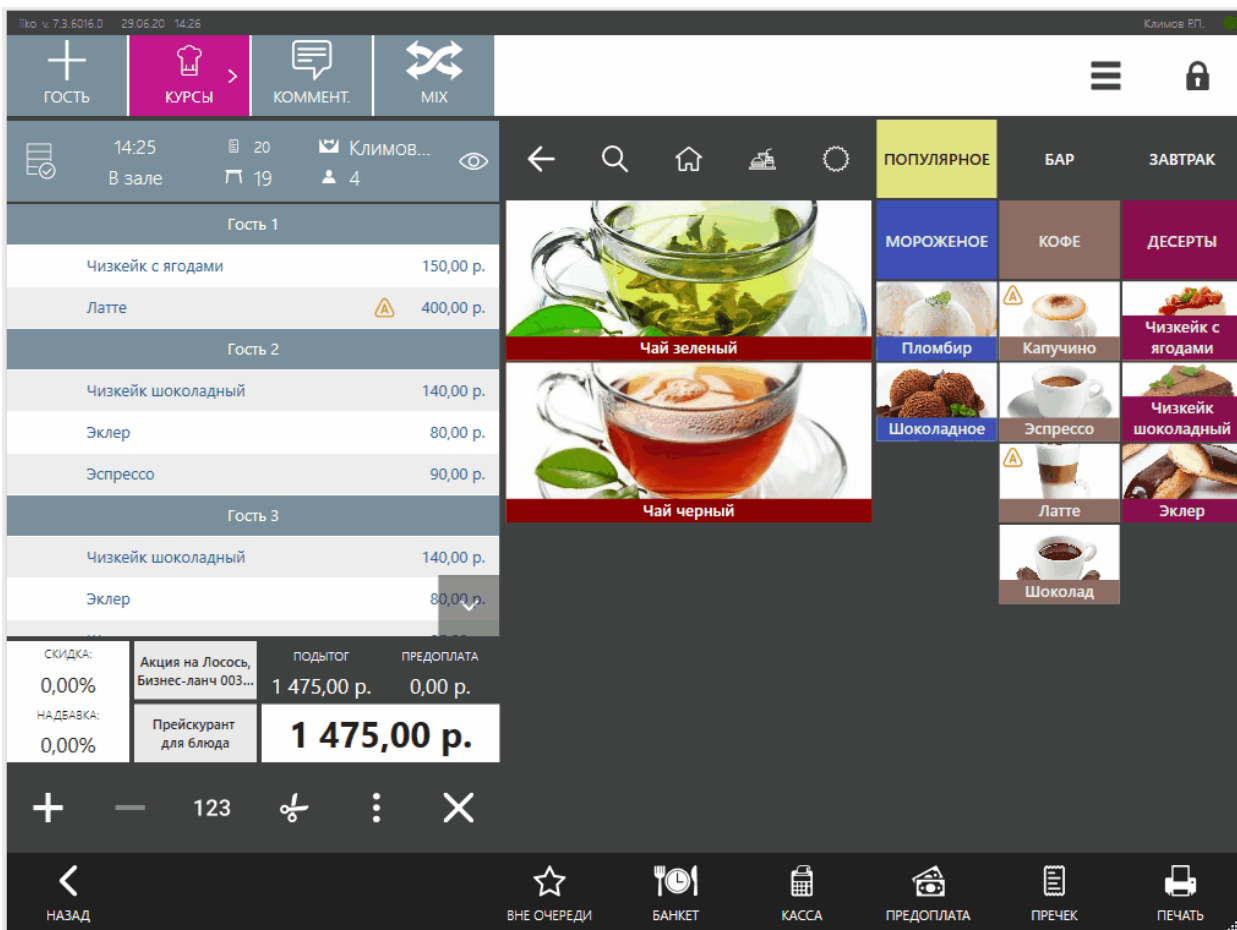 iiko v. 7.3.6016.0 29.06.20 14:26 Климов Р.П.
ГОСТЬ
КУРСЫ
КОММЕНТ.
MIX
14:25 20 Климов...
В зале 19 4
ПОПУЛЯРНОЕ
БАР
ЗАВТРАК
Гость 1
Чизкейк с ягодами 150,00 р.
Латте 400,00 р.
Гость 2
Чизкейк шоколадный 140,00 р.
Эклер 80,00 р.
Эспрессо 90,00 р.
Гость 3
Чизкейк шоколадный 140,00 р.
Эклер 80,00 р.
СКИДКА:
0,00%
НАДБАВКА:
0,00%
Акция на Лосось,
Бизнес-ланч 003...
Прейскурант
для блюда
ПОДЫТОГ
1 475,00 р.
ПРЕДОПЛАТА
0,00 р.
1 475,00 р.
123
МОРОЖЕНОЕ
КОФЕ
ДЕСЕРТЫ
Чай зеленый
Пломбир
Капучино
Чизкейк с
ягодами
Чай черный
Шоколадное
Эспрессо
Чизкейк
шоколадный
Латте
Эклер
Шоколад
НАЗАД
ВНЕ ОЧЕРЕДИ
БАНКЕТ
КАССА
ПРЕДОПЛАТА
ПРЕЧЕК
ПЕЧАТЬ